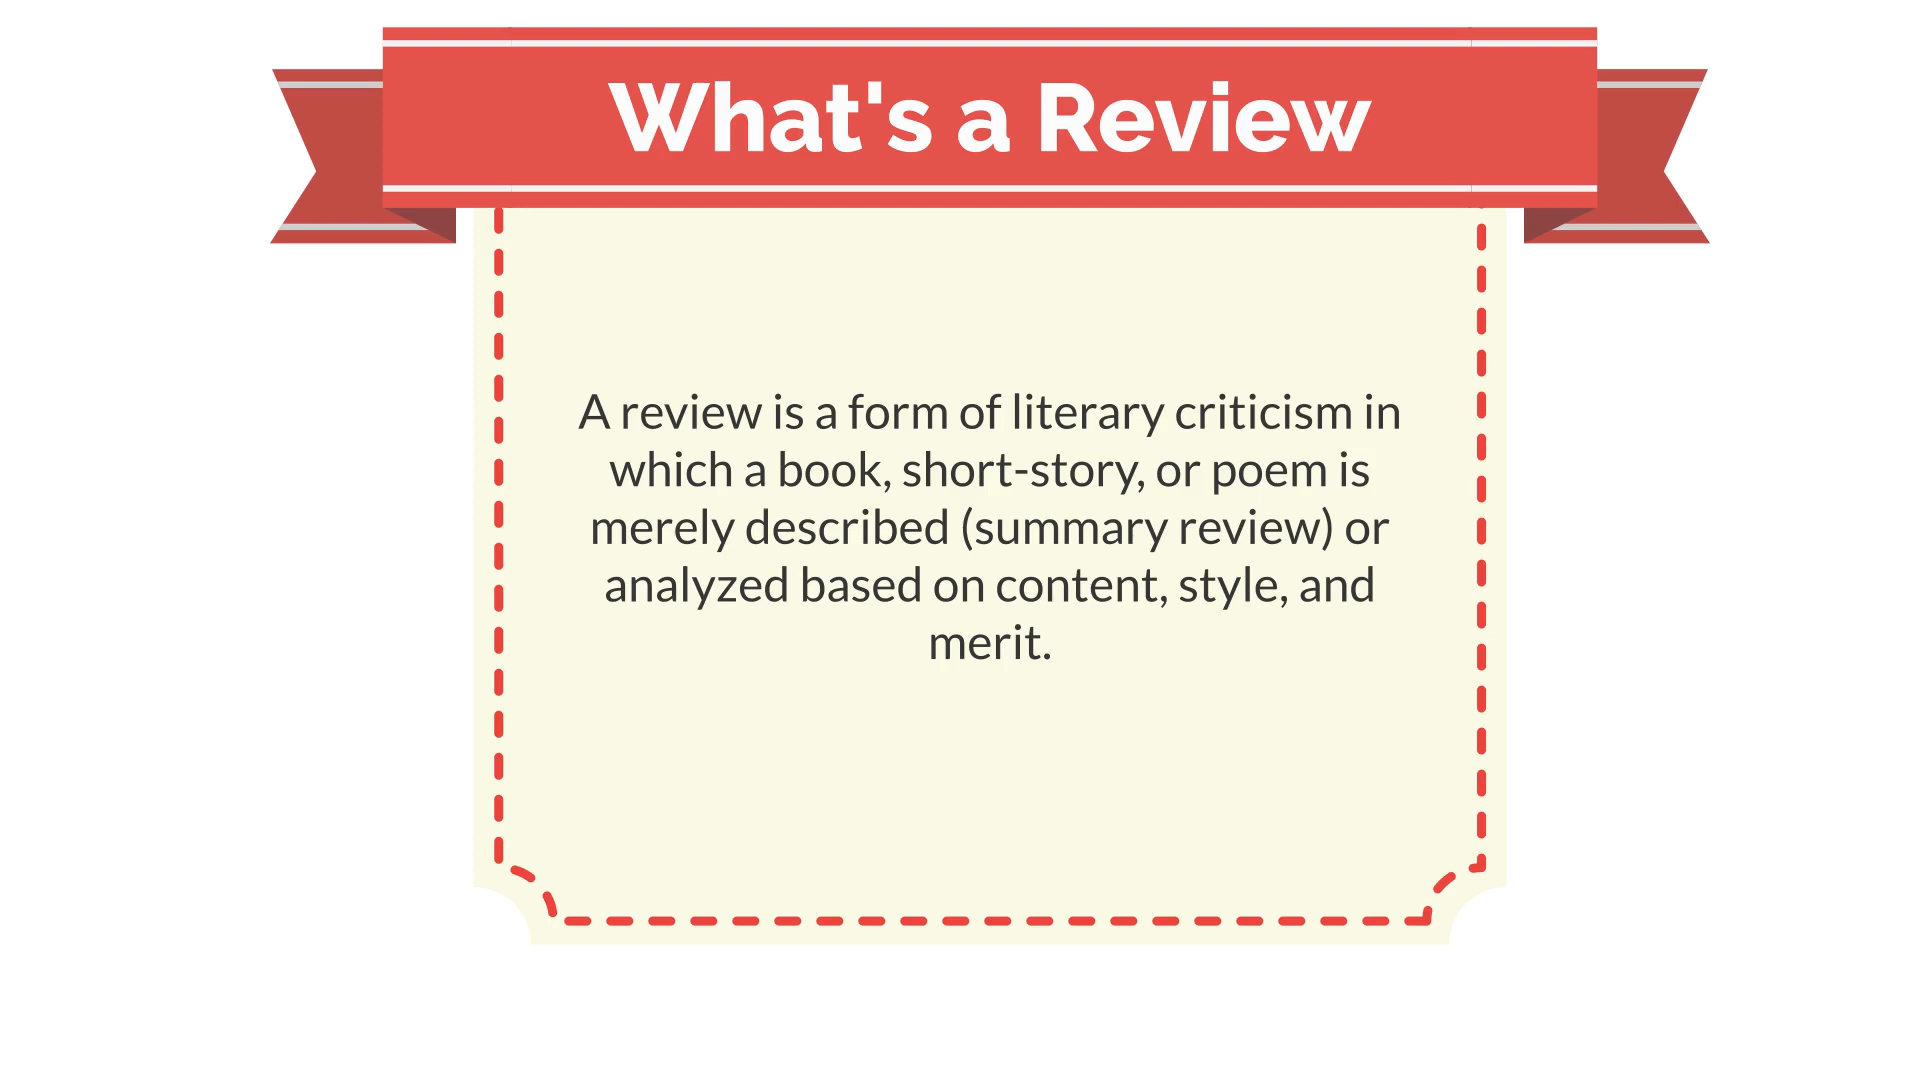 What's a Review
A review is a form of literary criticism in
which a book, short-story, or poem is
merely described (summary review) or
analyzed based on content, style, and
merit.